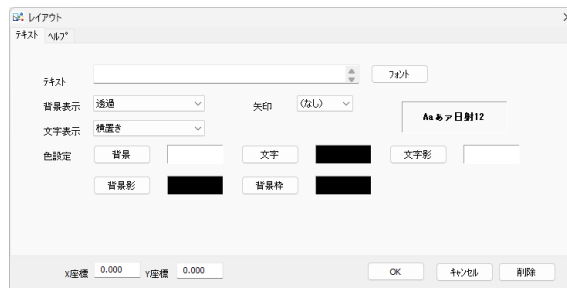 レイアウト
テキスト ヘルプ
テキスト フォント
背景表示 透過 矢印 (なし)
Aaあァ日射12
文字表示 横置き
色設定 背景 文字 文字影
背景影 背景枠
X座標 0.000 Y座標 0.000 OK キャンセル 削除